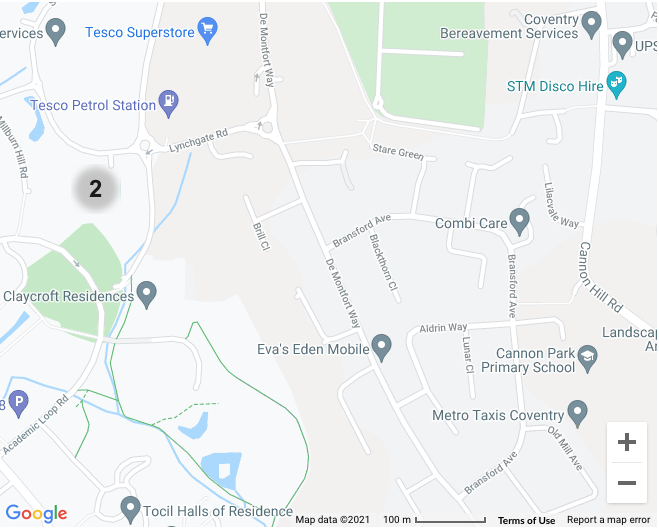 De Montfort Way
Coventry
Bereavement Services
ervices
Tesco Superstore
UPS
STM Disco Hire
Tesco Petrol Station
Millburn Hill Rd
Lynchgate Rd
Stare Green
2
Lilacvale Way
Bransford Ave
Combi Care
Brill Cl
Blackthorn Cl
Cannon Hill Rd
De Montfort Way
Bransford Ave
Claycroft Residences
Aldrin Way
Landscap
Ar
Eva's Eden Mobile
Lunar Cl
Cannon Park
Primary School
8
P
Metro Taxis Coventry
Academic Loop Rd
Old Mill Ave
Bransford Ave
+
−
Google
Tocil Halls of Residence
Map data ©2021
100 m
Terms of Use
Report a map error